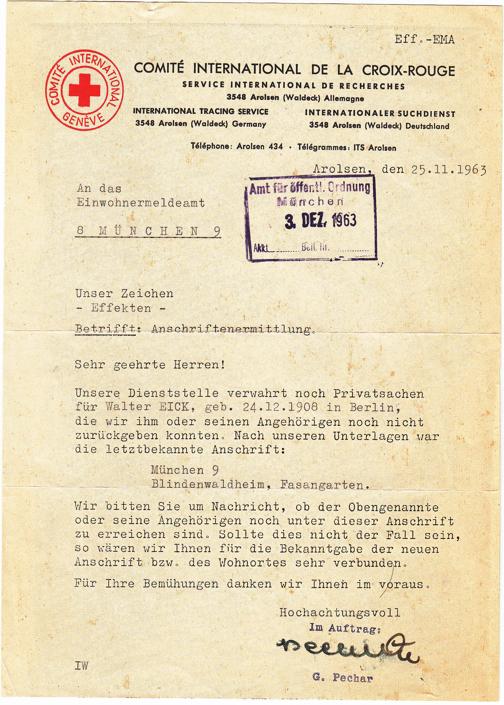 Eff.-EMA
COMITÉ INTERNATIONAL
GENÈVE
COMITÉ INTERNATIONAL DE LA CROIX-ROUGE
SERVICE INTERNATIONAL DE RECHERCHES
3548 Arolsen (Waldeck) Allemagne
INTERNATIONAL TRACING SERVICE
3548 Arolsen (Waldeck) Germany
INTERNATIONALER SUCHDIENST
3548 Arolsen (Waldeck) Deutschland
Téléphone: Arolsen 434 · Télégrammes: ITS Arolsen
Arolsen, den 25.11.1963
An das
Einwohnermeldeamt
8 MÜNCHEN 9
Amt für öffentl. Ordnung
München
3. DEZ. 1963
Akt. Beil. Nr.
Unser Zeichen
- Effekten -
Betrifft: Anschriftenermittlung.
Sehr geehrte Herren!
Unsere Dienststelle verwahrt noch Privatsachen
für Walter EICK, geb. 24.12.1908 in Berlin,
die wir ihm oder seinen Angehörigen noch nicht
zurückgeben konnten. Nach unseren Unterlagen war
die letztbekannte Anschrift:
München 9
Blindenwaldheim, Fasangarten.
Wir bitten Sie um Nachricht, ob der Obengenannte
oder seine Angehörigen noch unter dieser Anschrift
zu erreichen sind. Sollte dies nicht der Fall sein,
so wären wir Ihnen für die Bekanntgabe der neuen
Anschrift bzw. des Wohnortes sehr verbunden.
Für Ihre Bemühungen danken wir Ihnen im voraus.
Hochachtungsvoll
Im Auftrag:
G. Pechar
IW